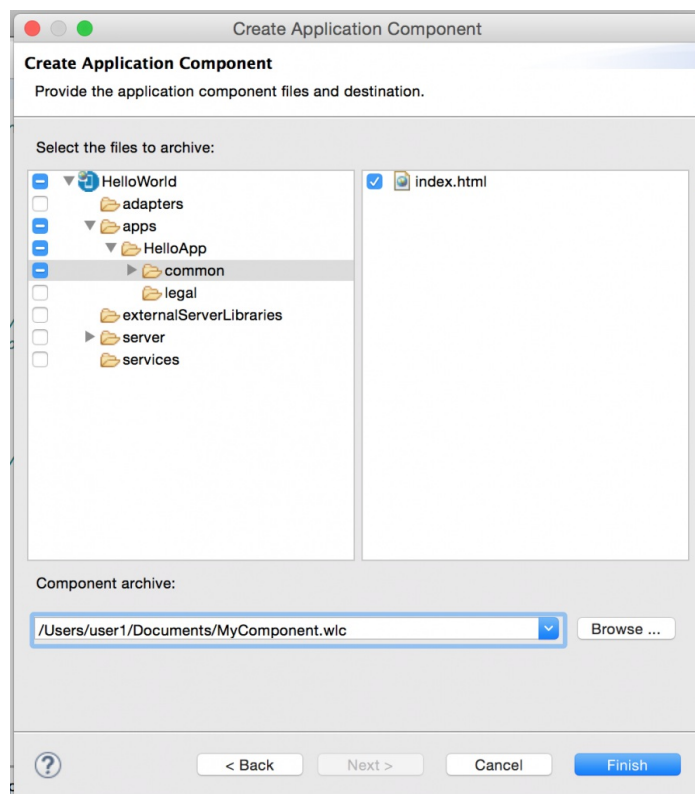 Create Application Component
Create Application Component
Provide the application component files and destination.
Select the files to archive:
HelloWorld
adapters
apps
HelloApp
common
legal
externalServerLibraries
server
services
index.html
Component archive:
/Users/user1/Documents/MyComponent.wlc
Browse ...
?
< Back
Next >
Cancel
Finish